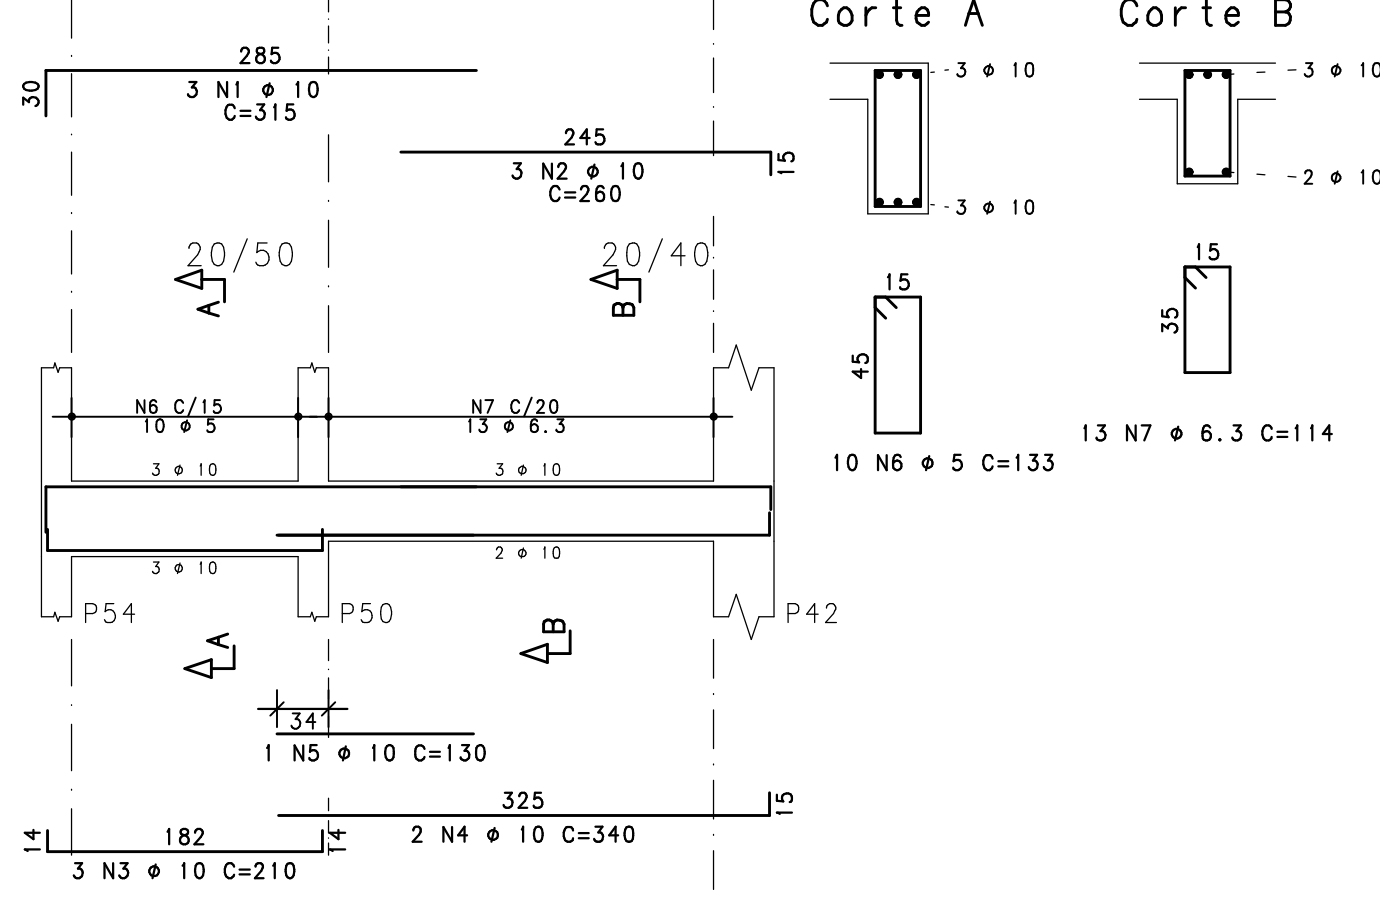 Corte A
Corte B
285
30
3 N1 ø 10
C=315
3 ø 10
3 ø 10
245
15
3 N2 ø 10
C=260
2 ø 10
3 ø 10
20/50
20/40
A
B
15
45
15
35
N6 C/15
10 ø 5
N7 C/20
13 ø 6.3
13 N7 ø 6.3 C=114
10 N6 ø 5 C=133
3 ø 10
3 ø 10
3 ø 10
2 ø 10
P54
P50
P42
A
B
34
1 N5 ø 10 C=130
325
15
2 N4 ø 10 C=340
14
182
14
3 N3 ø 10 C=210